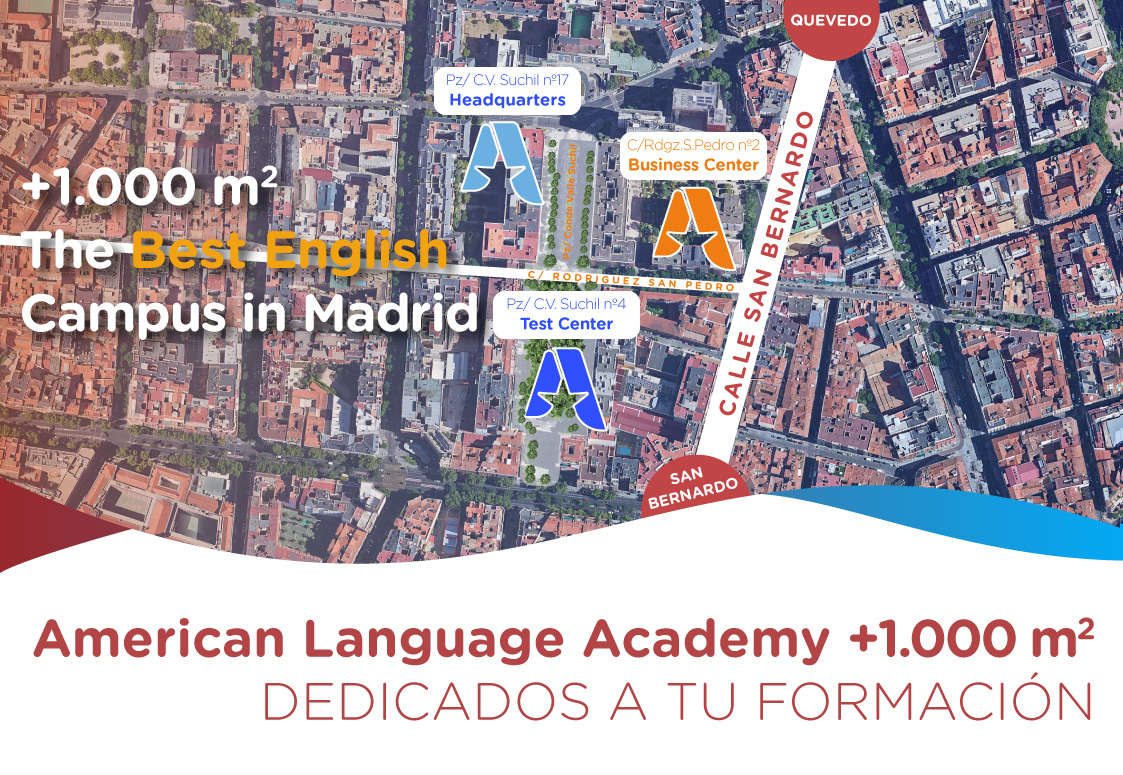 QUEVEDO
Pz/ C.V. Suchil nº17
Headquarters
C/Rdgz.S.Pedro nº2
Business Center
CALLE SAN BERNARDO
Pz/ Conde Valle Suchil
+1.000 m²
The Best English
Campus in Madrid
C/ RODRIGUEZ SAN PEDRO
Pz/ C.V. Suchil nº4
Test Center
SAN
BERNARDO
American Language Academy +1.000 m²
DEDICADOS A TU FORMACIÓN